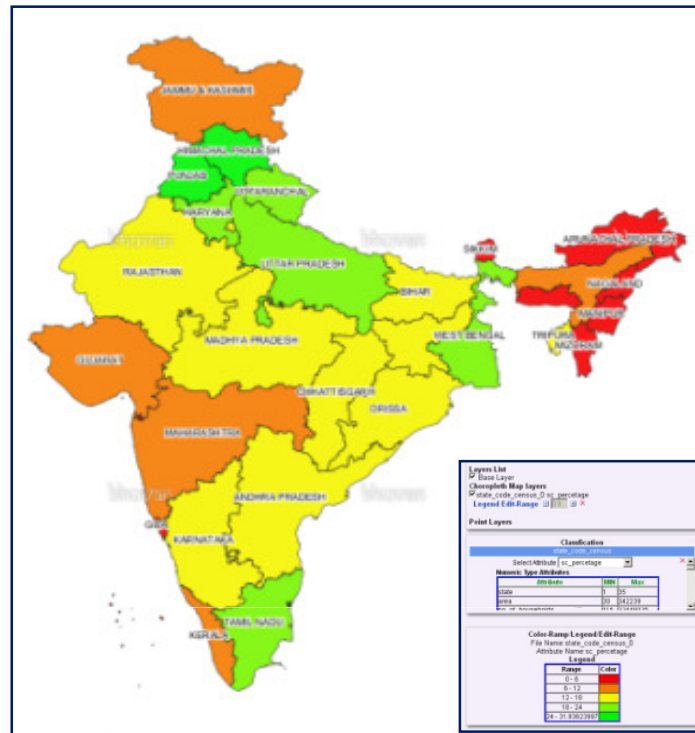 JAMMU & KASHMIR
HIMACHAL PRADESH
PUNJAB
UTTARANCHAL
HARYANA
bhuvan
bhuvan
SIKKIM
ARUNACHAL PRADESH
RAJASTHAN
UTTAR PRADESH
BIHAR
NAGALAND
MANIPUR
TRIPURA
MIZORAM
WEST BENGAL
MADHYA PRADESH
GUJARAT
CHHATTISGARH
ORISSA
MAHARASHTRA
bhuvan
bhuvan
ANDHRA PRADESH
GOA
KARNATAKA
TAMIL NADU
KERALA
Layers List
Base Layer
Choropleth Map layers
state_code_census_0:sc_percetage
Legend Edit-Range
Point Layers
Classification
state_code_census
Select Attribute sc_percetage
Numeric Type Attributes
Attribute MIN Max
state 1 35
area 30 342239
Color-Ramp Legend/Edit-Range
File Name:state_code_census_0
Attribute Name:sc_percetage
Legend
Range Color
0 - 6
6 - 12
12 - 18
18 - 24
24 - 31.93623997